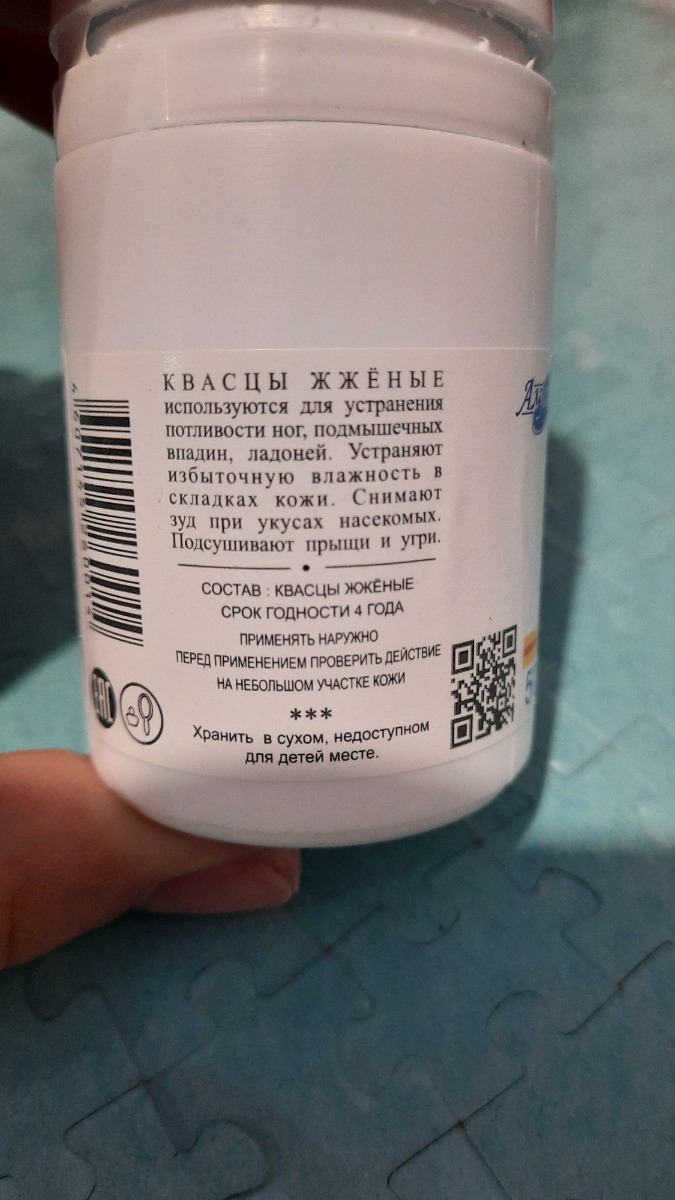 КВАСЦЫ ЖЖЁНЫЕ
используются для устранения
потливости ног, подмышечных
впадин, ладоней. Устраняют
избыточную влажность в
складках кожи. Снимают
зуд при укусах насекомых.
Подсушивают прыщи и угри.
СОСТАВ : КВАСЦЫ ЖЖЁНЫЕ
СРОК ГОДНОСТИ 4 ГОДА
ПРИМЕНЯТЬ НАРУЖНО
ПЕРЕД ПРИМЕНЕНИЕМ ПРОВЕРИТЬ ДЕЙСТВИЕ
НА НЕБОЛЬШОМ УЧАСТКЕ КОЖИ
***
Хранить в сухом, недоступном
для детей месте.
EAC